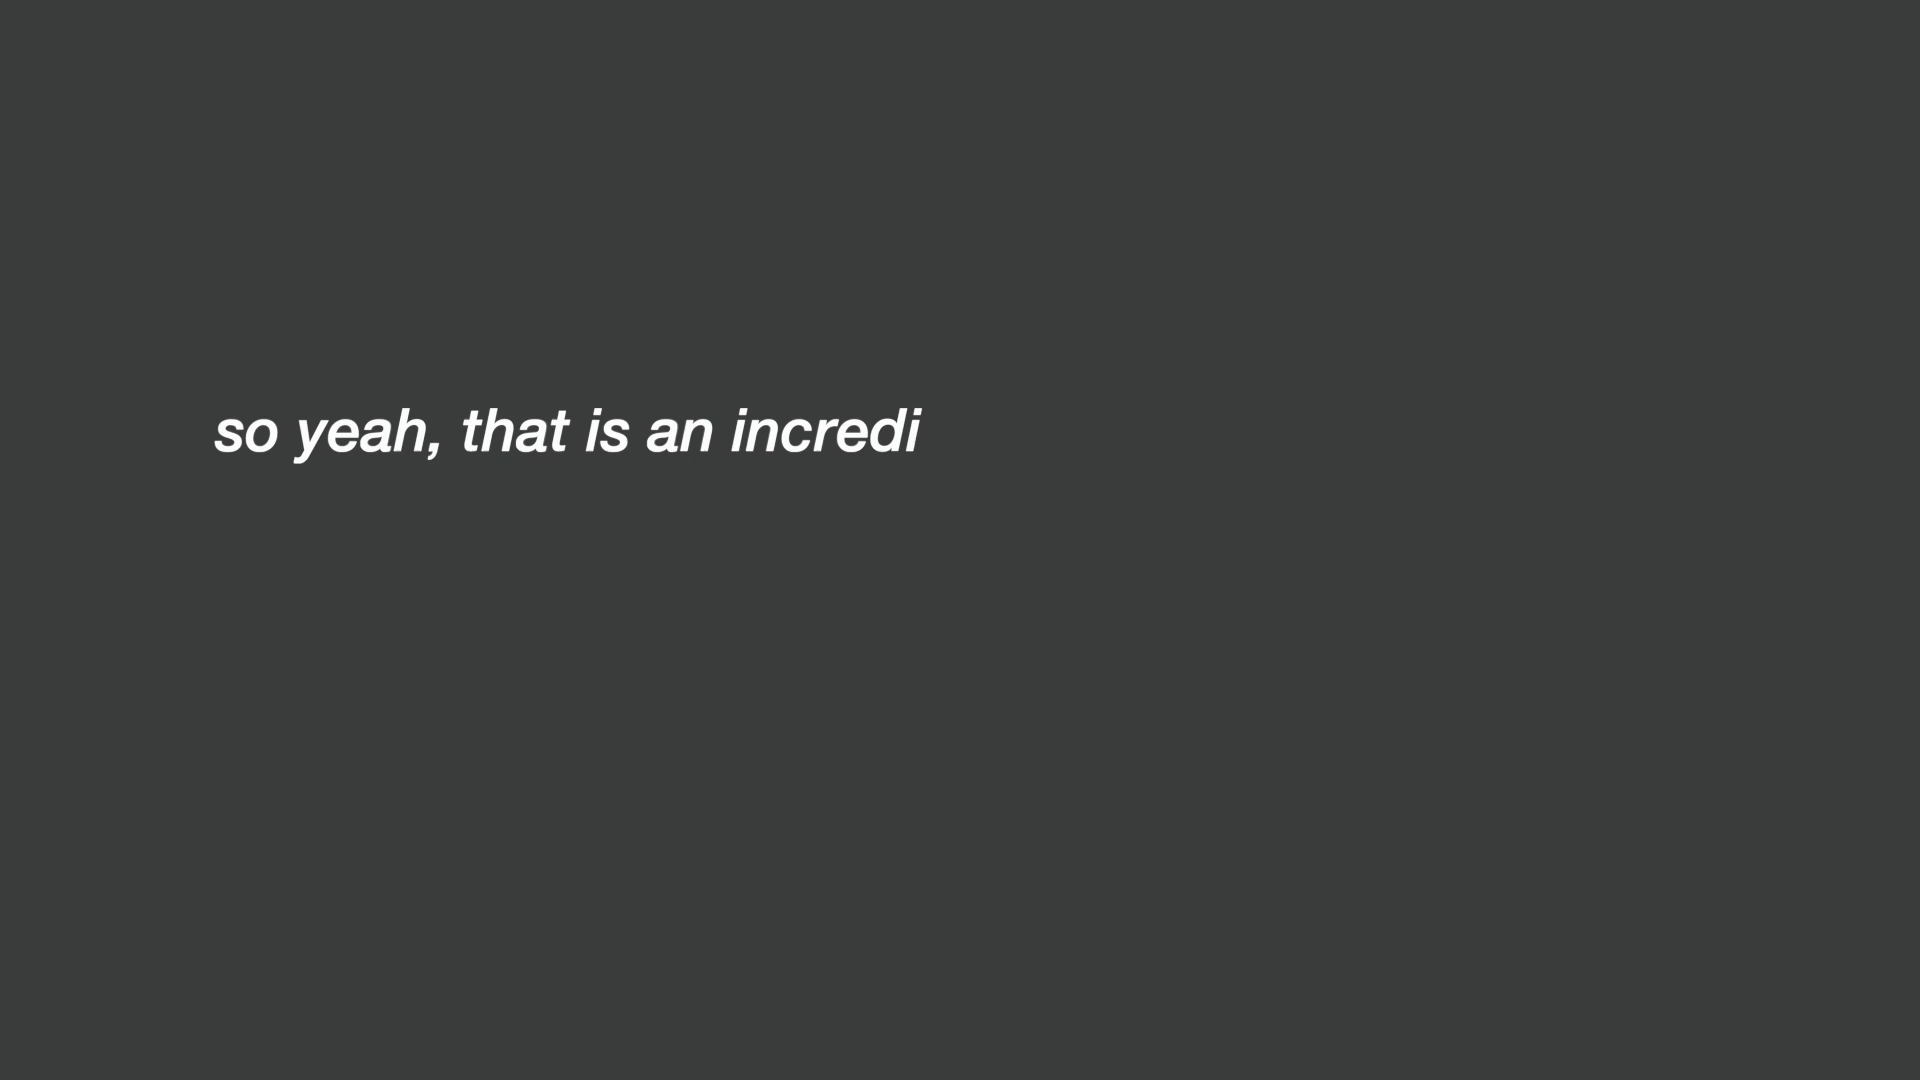 so yeah, that is an incredi